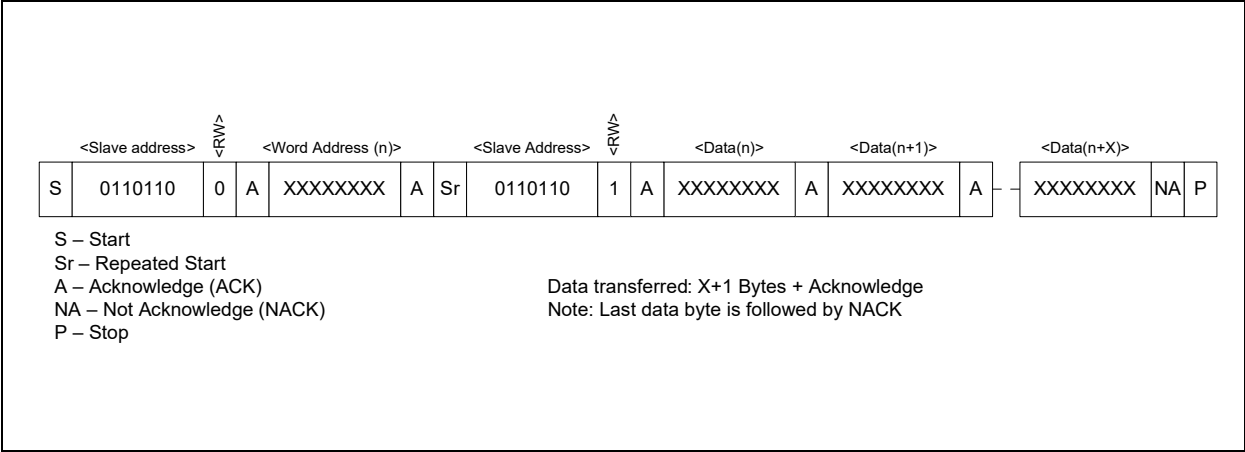 <Slave address> <RW> <Word Address (n)> <Slave Address> <RW> <Data(n)> <Data(n+1)> <Data(n+X)>
S 0110110 0 A XXXXXXXX A Sr 0110110 1 A XXXXXXXX A XXXXXXXX A XXXXXXXX NA P
S – Start
Sr – Repeated Start
A – Acknowledge (ACK)
NA – Not Acknowledge (NACK)
P – Stop
Data transferred: X+1 Bytes + Acknowledge
Note: Last data byte is followed by NACK